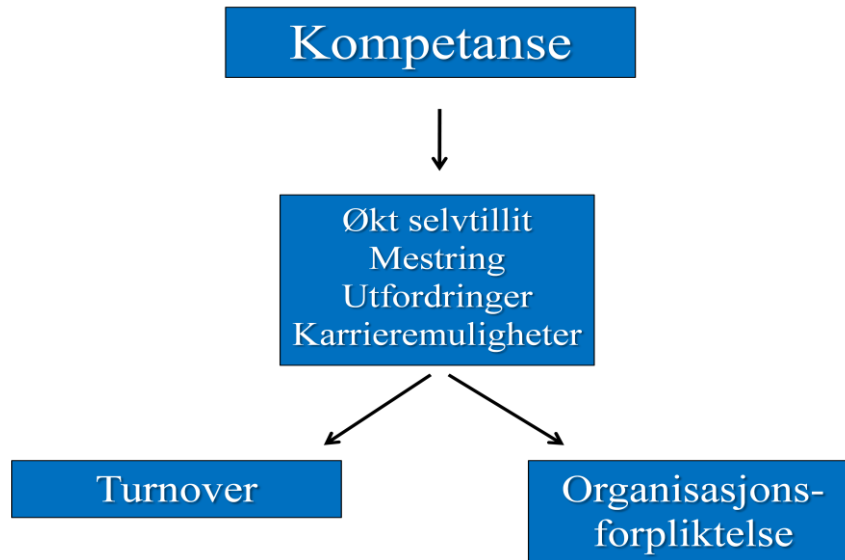 Kompetanse
Økt selvtillit
Mestring
Utfordringer
Karrieremuligheter
Turnover
Organisasjons-
forpliktelse